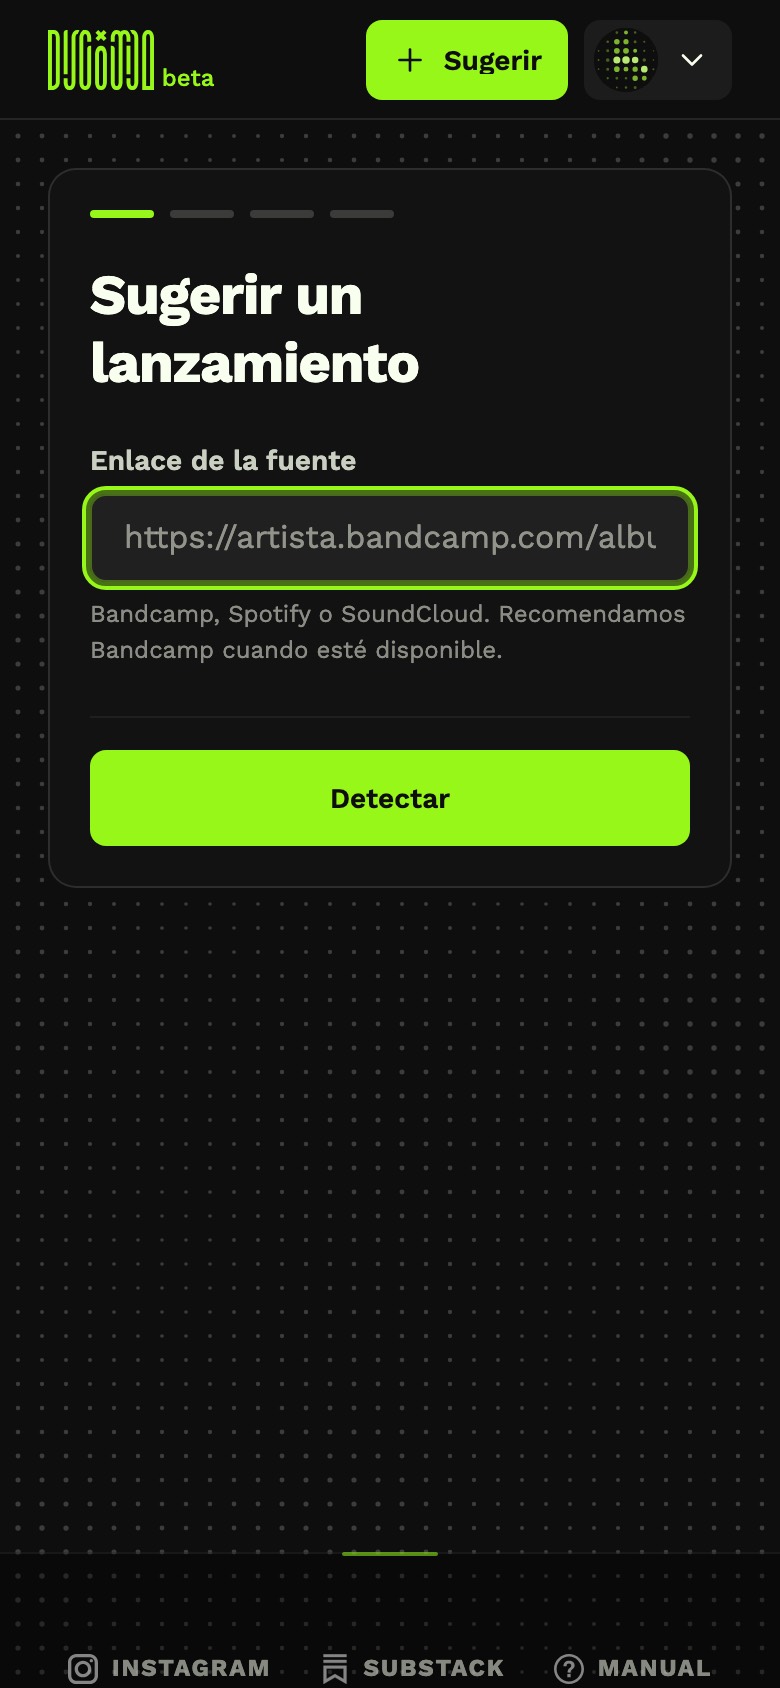 DISCÓIMO beta
Sugerir
Sugerir un
lanzamiento
Enlace de la fuente
https://artista.bandcamp.com/albu
Bandcamp, Spotify o SoundCloud. Recomendamos
Bandcamp cuando esté disponible.
Detectar
INSTAGRAM SUBSTACK MANUAL